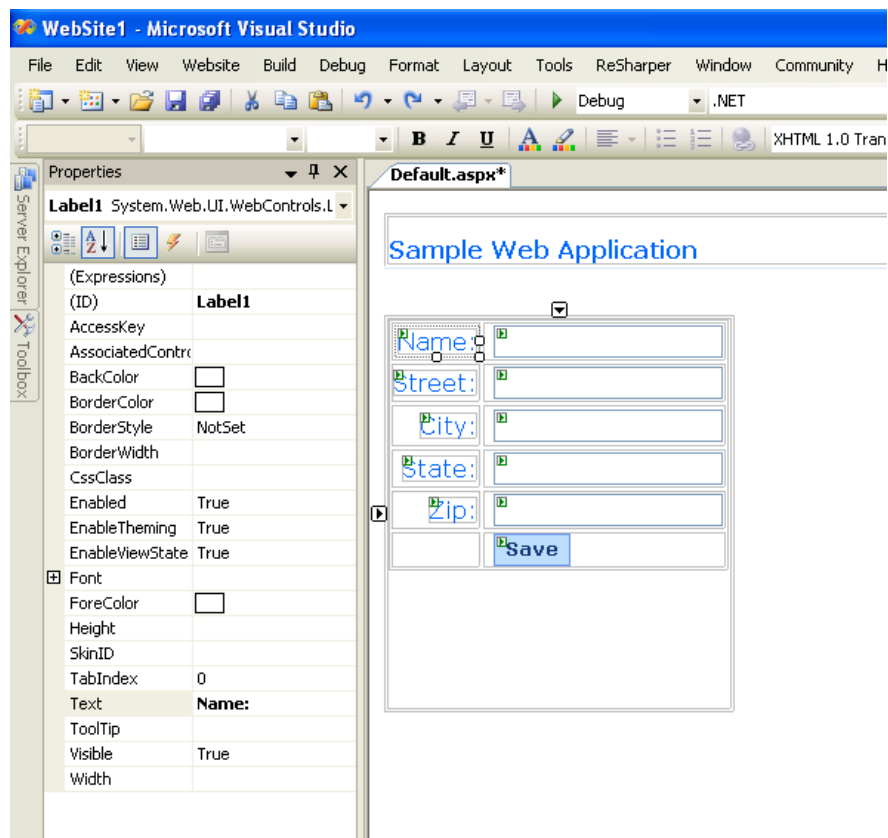 WebSite1 - Microsoft Visual Studio
File Edit View Website Build Debug Format Layout Tools ReSharper Window Community H
Debug .NET
B I U A XHTML 1.0 Tran
Server Explorer
Toolbox
Properties
Label1 System.Web.UI.WebControls.L
A Z
(Expressions)
(ID) Label1
AccessKey
AssociatedContro
BackColor
BorderColor
BorderStyle NotSet
BorderWidth
CssClass
Enabled True
EnableTheming True
EnableViewState True
Font
ForeColor
Height
SkinID
TabIndex 0
Text Name:
ToolTip
Visible True
Width
Default.aspx*
Sample Web Application
Name:
Street:
City:
State:
Zip:
Save